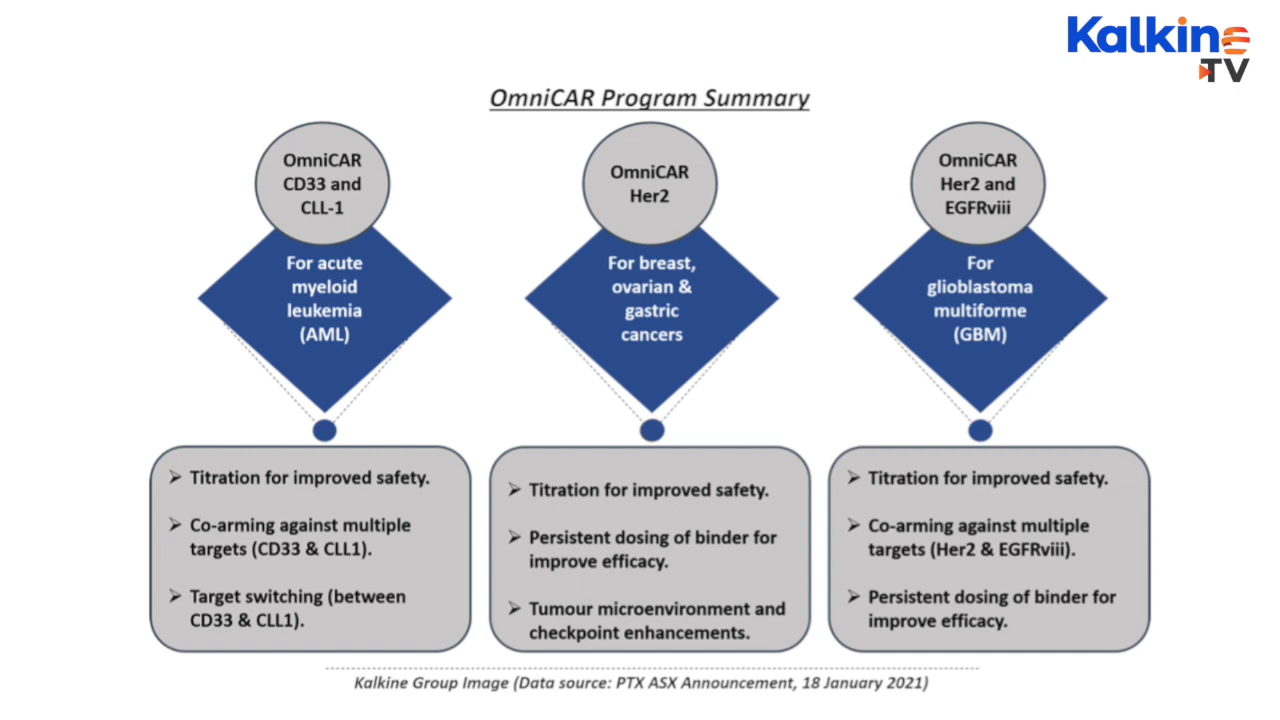 Kalkine
TV
OmniCAR Program Summary
OmniCAR
CD33 and
CLL-1
For acute
myeloid
leukemia
(AML)
➢ Titration for improved safety.
➢ Co-arming against multiple
targets (CD33 & CLL1).
➢ Target switching (between
CD33 & CLL1).
OmniCAR
Her2
For breast,
ovarian &
gastric
cancers
➢ Titration for improved safety.
➢ Persistent dosing of binder for
improve efficacy.
➢ Tumour microenvironment and
checkpoint enhancements.
OmniCAR
Her2 and
EGFRviii
For
glioblastoma
multiforme
(GBM)
➢ Titration for improved safety.
➢ Co-arming against multiple
targets (Her2 & EGFRviii).
➢ Persistent dosing of binder for
improve efficacy.
Kalkine Group Image (Data source: PTX ASX Announcement, 18 January 2021)